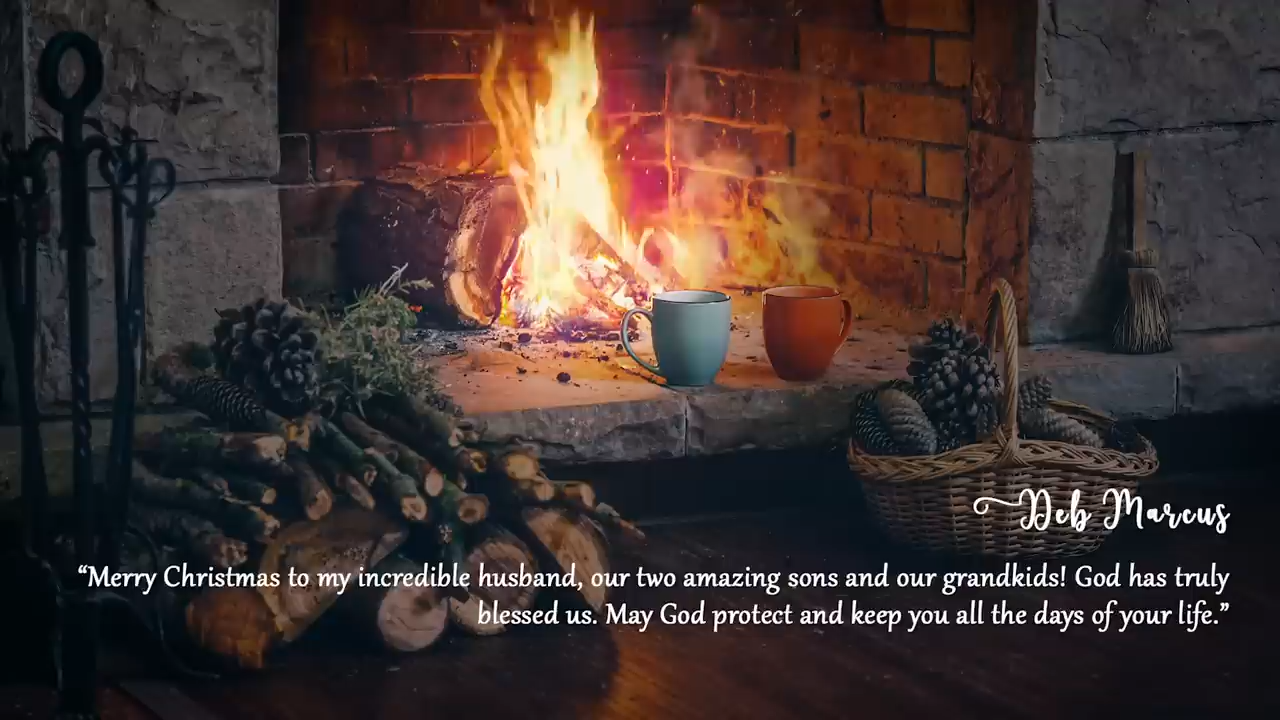 Deb Marcus
“Merry Christmas to my incredible husband, our two amazing sons and our grandkids! God has truly
blessed us. May God protect and keep you all the days of your life.”